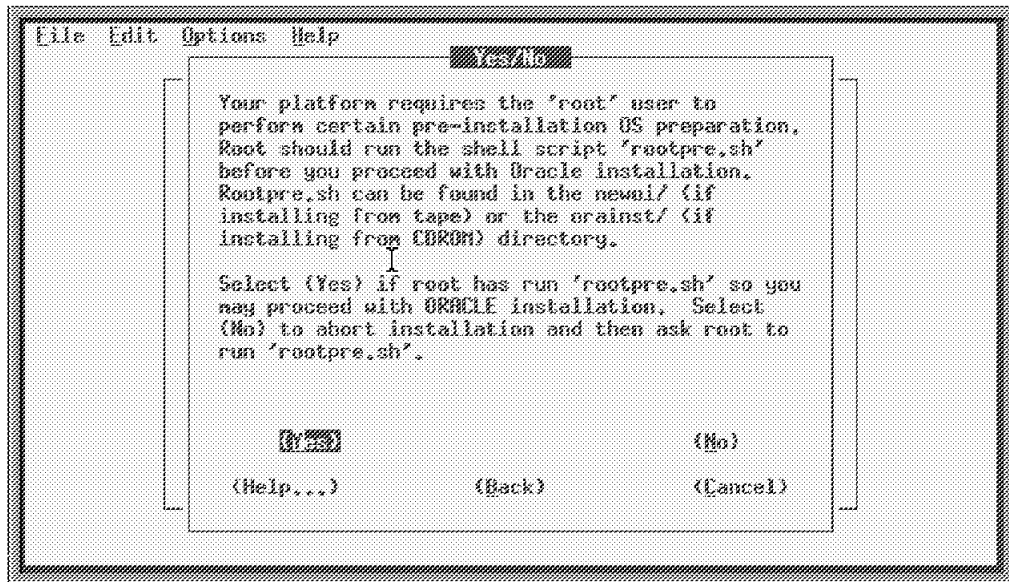 File Edit Options Help
Yes/No
Your platform requires the 'root' user to
perform certain pre-installation OS preparation.
Root should run the shell script 'rootpre.sh'
before you proceed with Oracle installation.
Rootpre.sh can be found in the newoi/ (if
installing from tape) or the orainst/ (if
installing from CDROM) directory.
Select (Yes) if root has run 'rootpre.sh' so you
may proceed with ORACLE installation. Select
(No) to abort installation and then ask root to
run 'rootpre.sh'.
(Yes) (No)
(Help...) (Back) (Cancel)